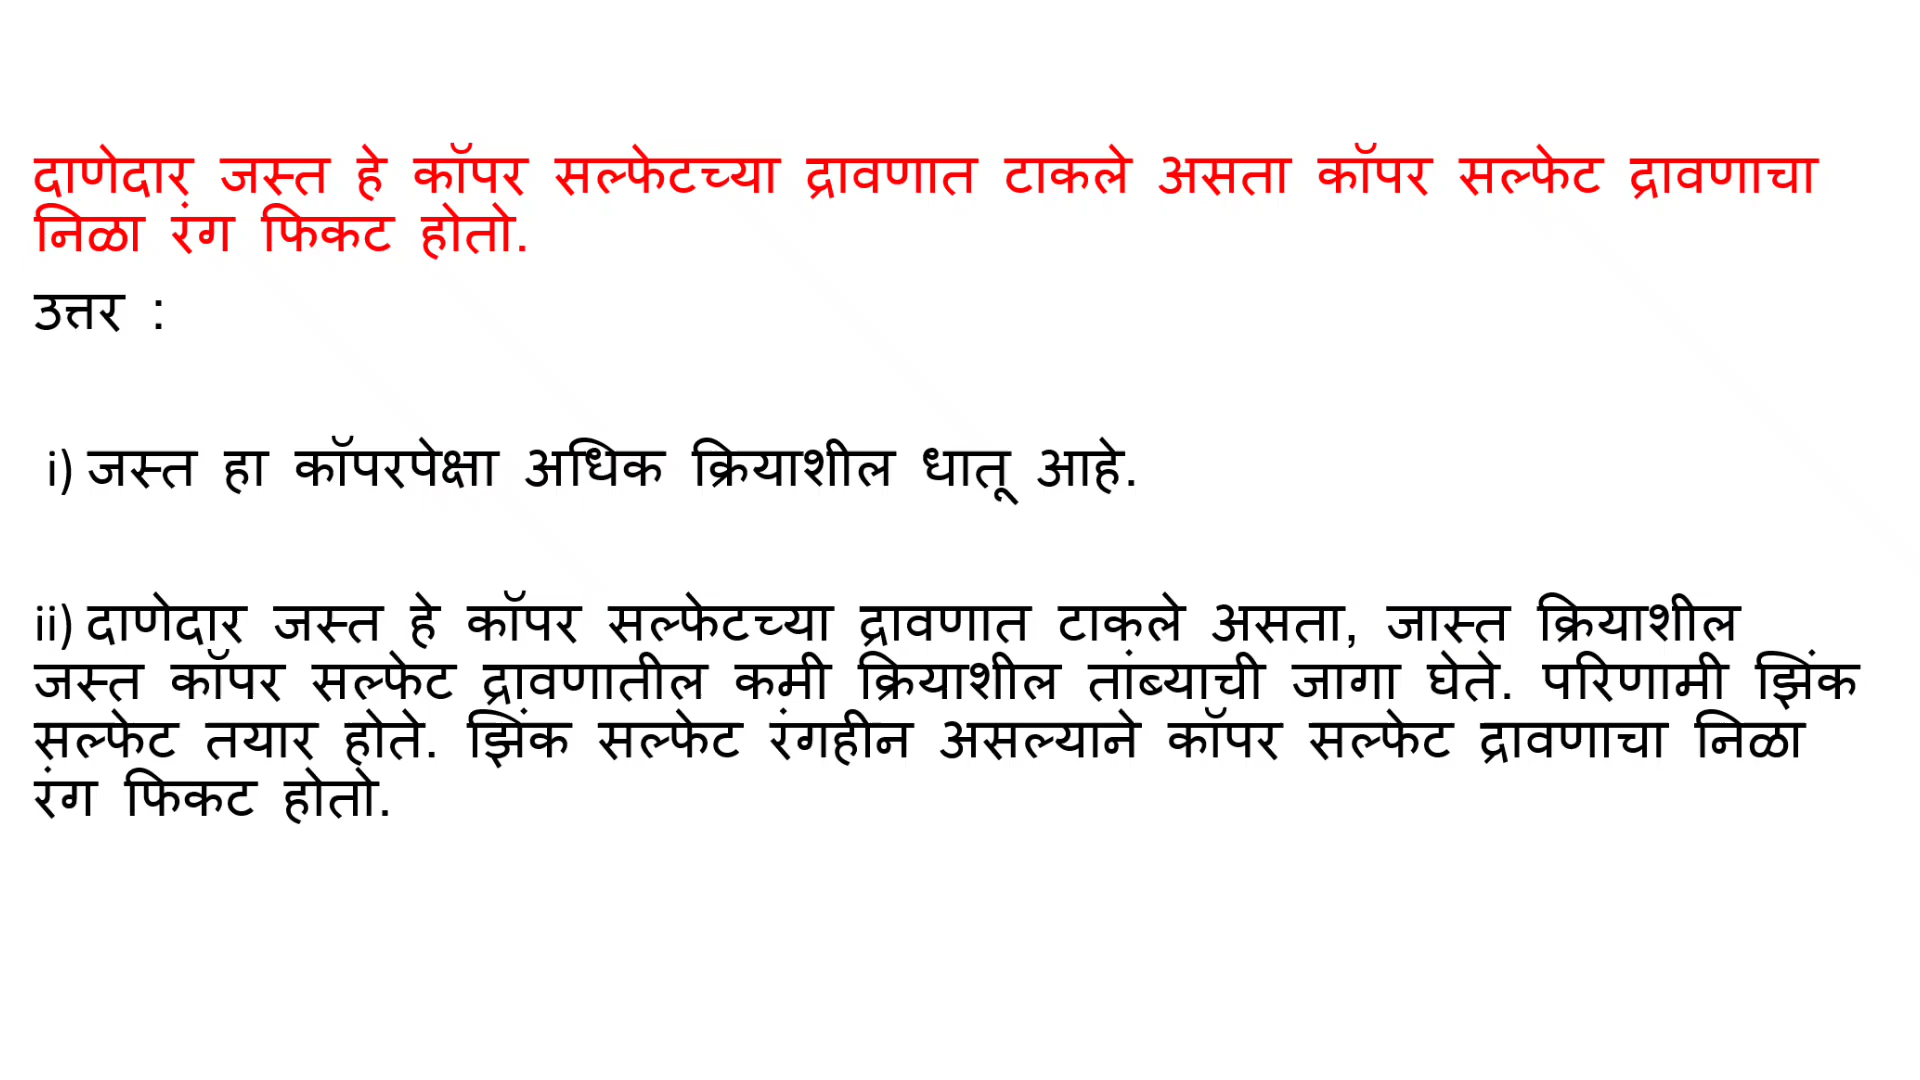 दाणेदार जस्त हे कॉपर सल्फेटच्या द्रावणात टाकले असता कॉपर सल्फेट द्रावणाचा
निळा रंग फिकट होतो.
उत्तर :
i) जस्त हा कॉपरपेक्षा अधिक क्रियाशील धातू आहे.
ii) दाणेदार जस्त हे कॉपर सल्फेटच्या द्रावणात टाकले असता, जास्त क्रियाशील
जस्त कॉपर सल्फेट द्रावणातील कमी क्रियाशील तांब्याची जागा घेते. परिणामी झिंक
सल्फेट तयार होते. झिंक सल्फेट रंगहीन असल्याने कॉपर सल्फेट द्रावणाचा निळा
रंग फिकट होतो.